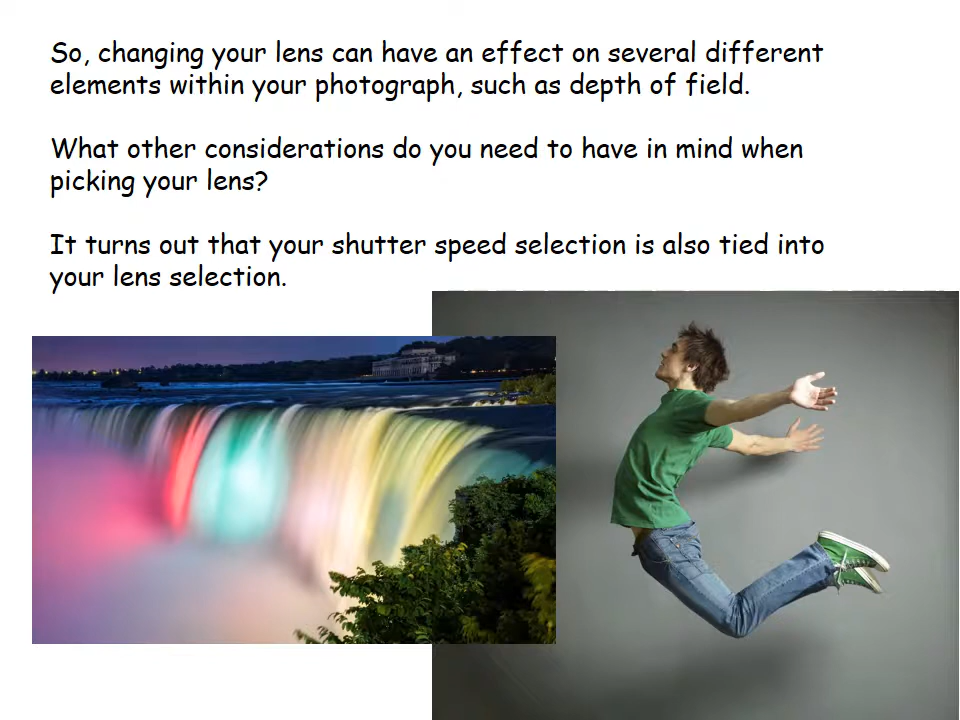 So, changing your lens can have an effect on several different
elements within your photograph, such as depth of field.
What other considerations do you need to have in mind when
picking your lens?
It turns out that your shutter speed selection is also tied into
your lens selection.